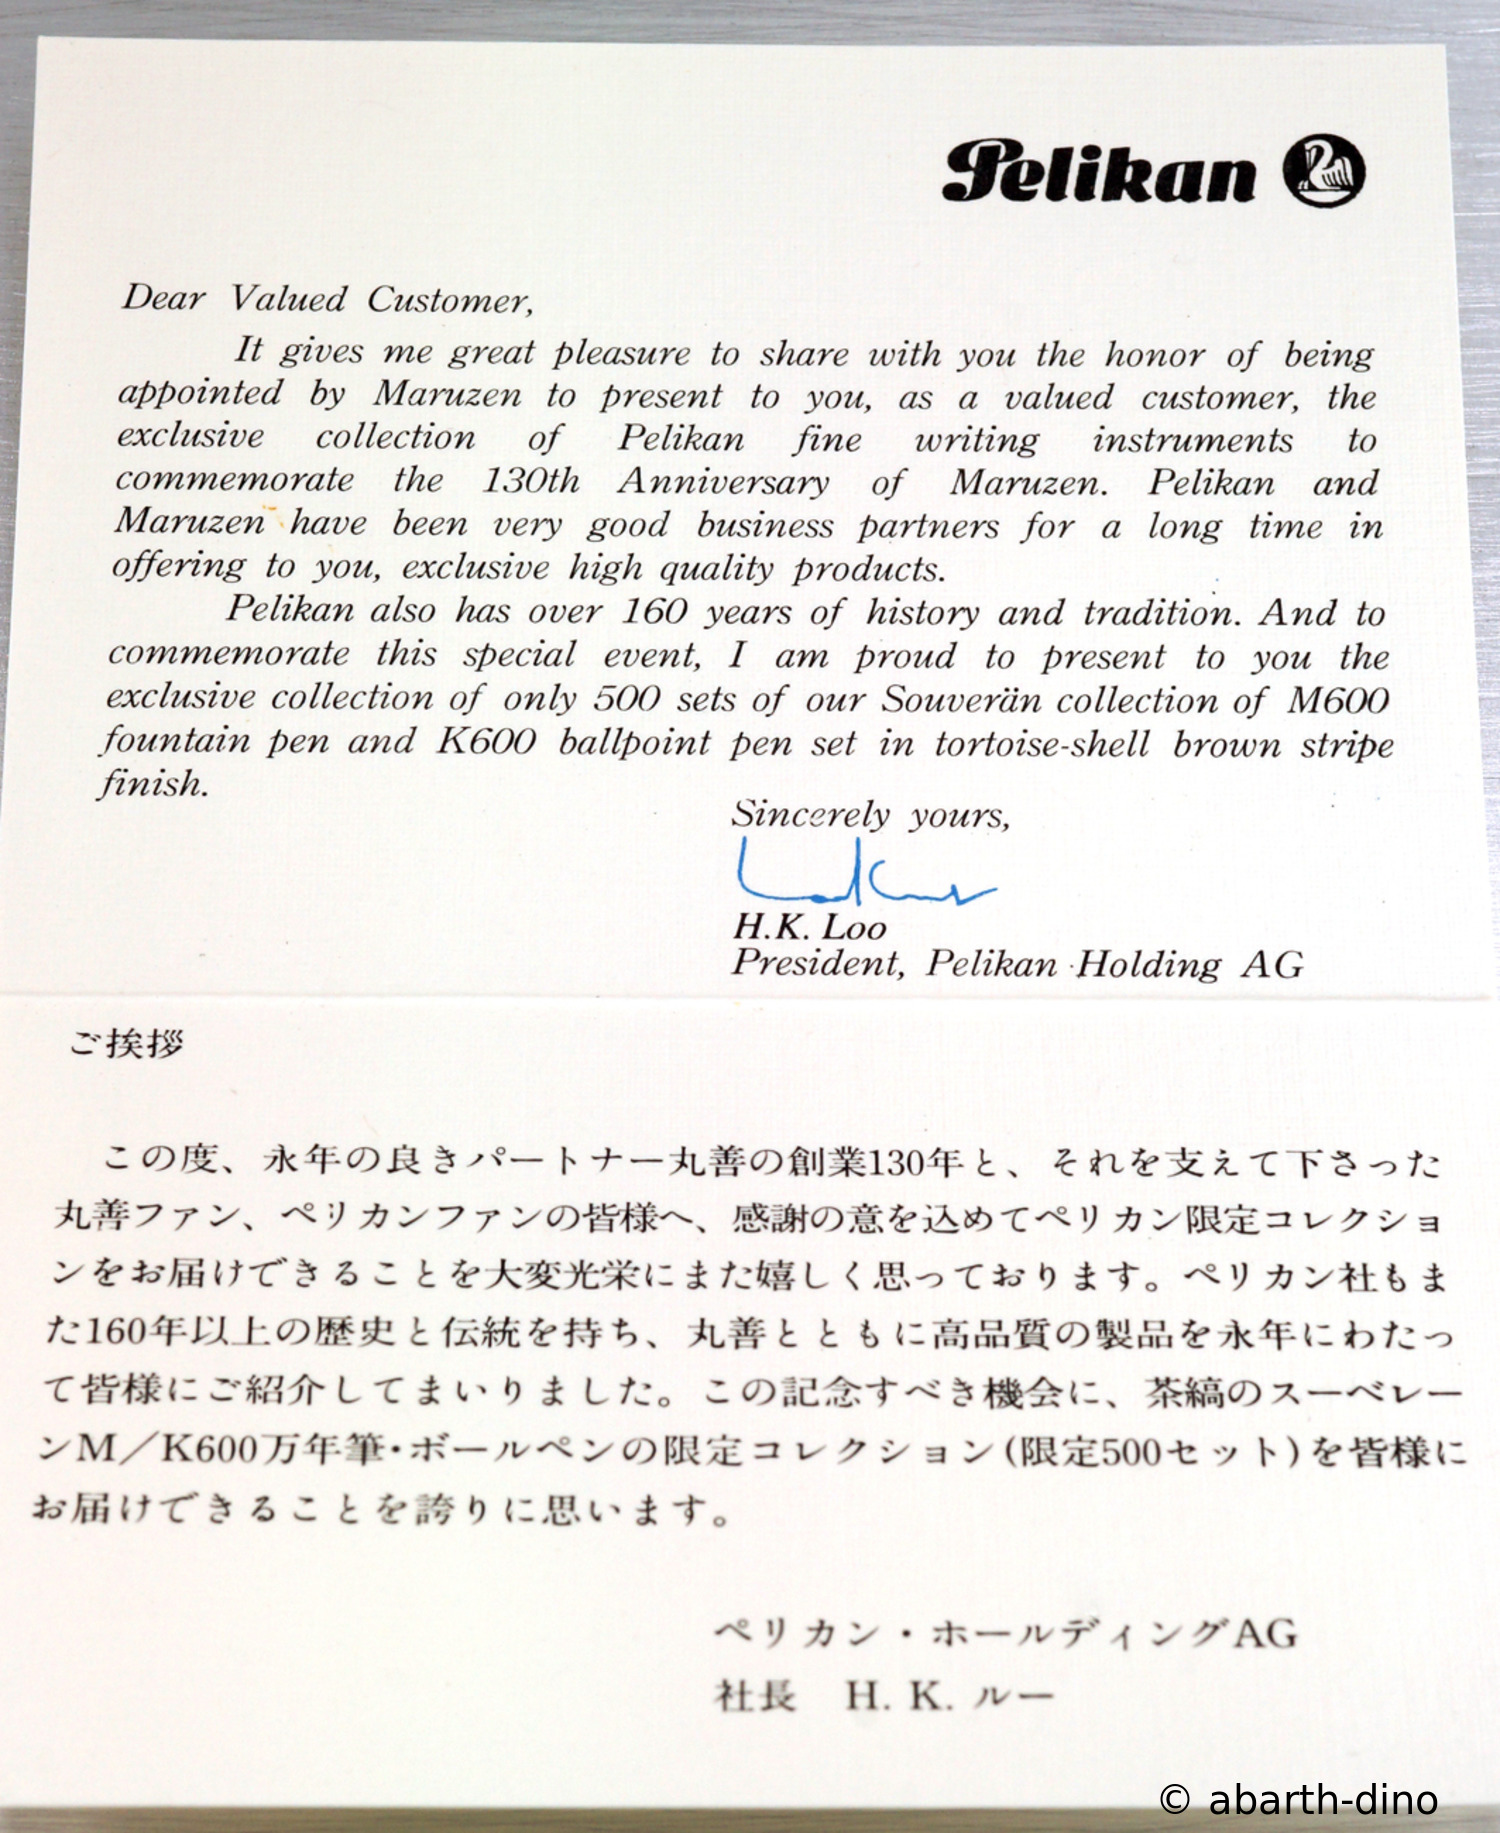 Pelikan
Dear Valued Customer,
It gives me great pleasure to share with you the honor of being
appointed by Maruzen to present to you, as a valued customer, the
exclusive collection of Pelikan fine writing instruments to
commemorate the 130th Anniversary of Maruzen. Pelikan and
Maruzen have been very good business partners for a long time in
offering to you, exclusive high quality products.
Pelikan also has over 160 years of history and tradition. And to
commemorate this special event, I am proud to present to you the
exclusive collection of only 500 sets of our Souverän collection of M600
fountain pen and K600 ballpoint pen set in tortoise-shell brown stripe
finish.
Sincerely yours,
H.K. Loo
President, Pelikan Holding AG
ご挨拶
この度、永年の良きパートナー丸善の創業130年と、それを支えて下さった
丸善ファン、ペリカンファンの皆様へ、感謝の意を込めてペリカン限定コレクショ
ンをお届けできることを大変光栄にまた嬉しく思っております。ペリカン社もま
た160年以上の歴史と伝統を持ち、丸善とともに高品質の製品を永年にわたっ
て皆様にご紹介してまいりました。この記念すべき機会に、茶縞のスーベレー
ンM／K600万年筆・ボールペンの限定コレクション(限定500セット)を皆様に
お届けできることを誇りに思います。
ペリカン・ホールディングAG
社長　H. K. ルー
© abarth-dino